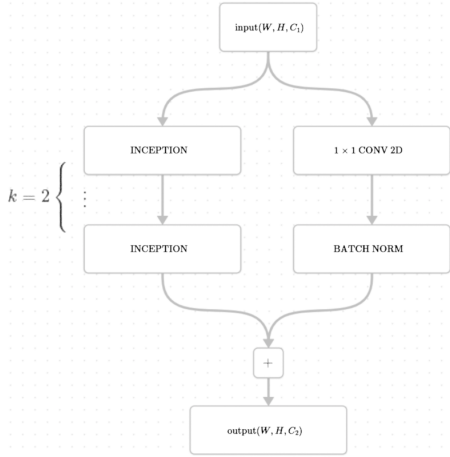 input(W, H, C₁)
INCEPTION
1 × 1 CONV 2D
k = 2 { ⋮
INCEPTION
BATCH NORM
+
output(W, H, C₂)